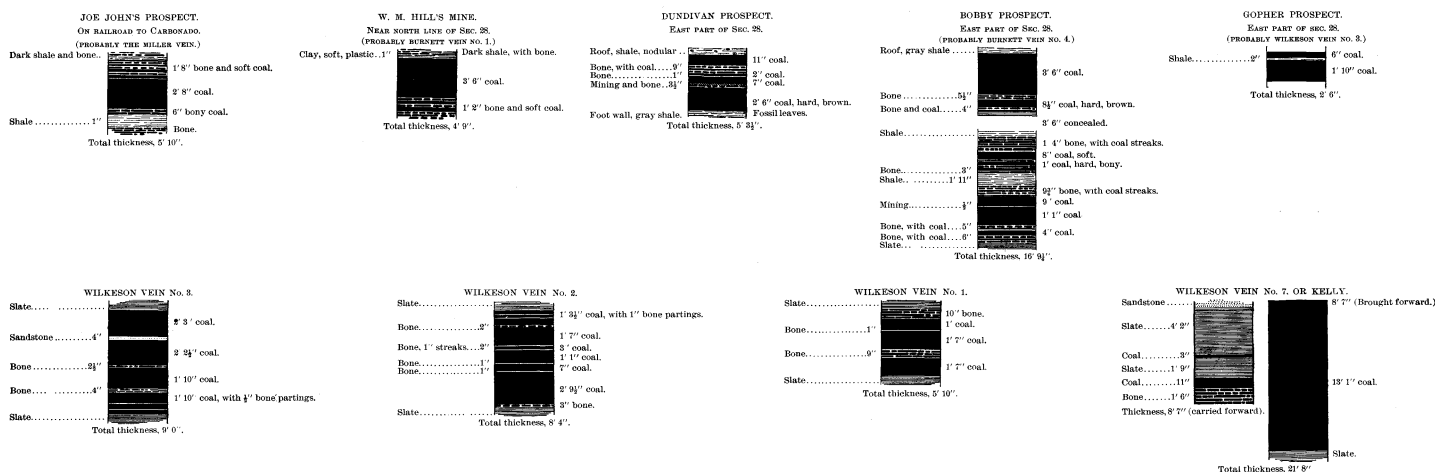 JOE JOHN'S PROSPECT.
ON RAILROAD TO CARBONADO.
(PROBABLY THE MILLER VEIN.)
Dark shale and bone..
1' 8" bone and soft coal.
2' 8" coal.
6" bony coal.
Shale ............ 1"
Bone.
Total thickness, 5' 10".
W. M. HILL'S MINE.
NEAR NORTH LINE OF SEC. 28.
(PROBABLY BURNETT VEIN NO. 1.)
Clay, soft, plastic..1"
Dark shale, with bone.
3' 6" coal.
1' 2" bone and soft coal.
Total thickness, 4' 9".
DUNDIVAN PROSPECT.
EAST PART OF SEC. 28.
Roof, shale, nodular ..
11" coal.
Bone, with coal.....9"
Bone..............1"
2" coal.
Mining and bone..3½"
7" coal.
2' 6" coal, hard, brown.
Foot wall, gray shale.
Fossil leaves.
Total thickness, 5' 3½".
BOBBY PROSPECT.
EAST PART OF SEC. 28.
(PROBABLY BURNETT VEIN NO. 4.)
Roof, gray shale ......
3' 6" coal.
Bone ...............5½"
Bone and coal.....4"
8½" coal, hard, brown.
3' 6" concealed.
Shale..................
1 4" bone, with coal streaks.
8" coal, soft.
1' coal, hard, bony.
Bone................3"
Shale.. .........1' 11"
9¾" bone, with coal streaks.
9' coal.
Mining..............½"
1' 1" coal
Bone, with coal....5"
4" coal.
Bone, with coal....6"
Slate... ...............
Total thickness, 16' 9¼".
GOPHER PROSPECT.
EAST PART OF SEC. 28.
(PROBABLY WILKESON VEIN NO. 3.)
6" coal.
Shale.............2"
1' 10" coal.
Total thickness, 2' 6".
WILKESON VEIN No. 3.
Slate.... .............
2' 3' coal.
Sandstone ........4"
2' 2½" coal.
Bone ..............2½"
1' 10" coal.
Bone .... ....4"
1' 10' coal, with ½" bone partings.
Slate..................
Total thickness, 9' 0".
WILKESON VEIN No. 2.
Slate..................
1' 3½" coal, with 1" bone partings.
Bone..............2"
1' 7" coal.
Bone, 1" streaks...2"
3' coal.
1' 1" coal.
Bone..............1"
Bone..............1"
7" coal.
2' 9½" coal.
3" bone.
Slate..................
Total thickness, 8' 4".
WILKESON VEIN No. 1.
Slate..................
10" bone.
1' coal.
Bone..............1"
1' 7" coal.
Bone..............9"
1' 7" coal.
Slate..................
Total thickness, 5' 10".
WILKESON VEIN No. 7. OR KELLY.
Sandstone .........
8' 7" (Brought forward.)
Slate.......4' 2"
Coal..........3"
Slate.......1' 9"
Coal.........11"
13' 1" coal.
Bone.......1' 6"
Thickness, 8' 7" (carried forward).
Slate.
Total thickness, 21' 8"